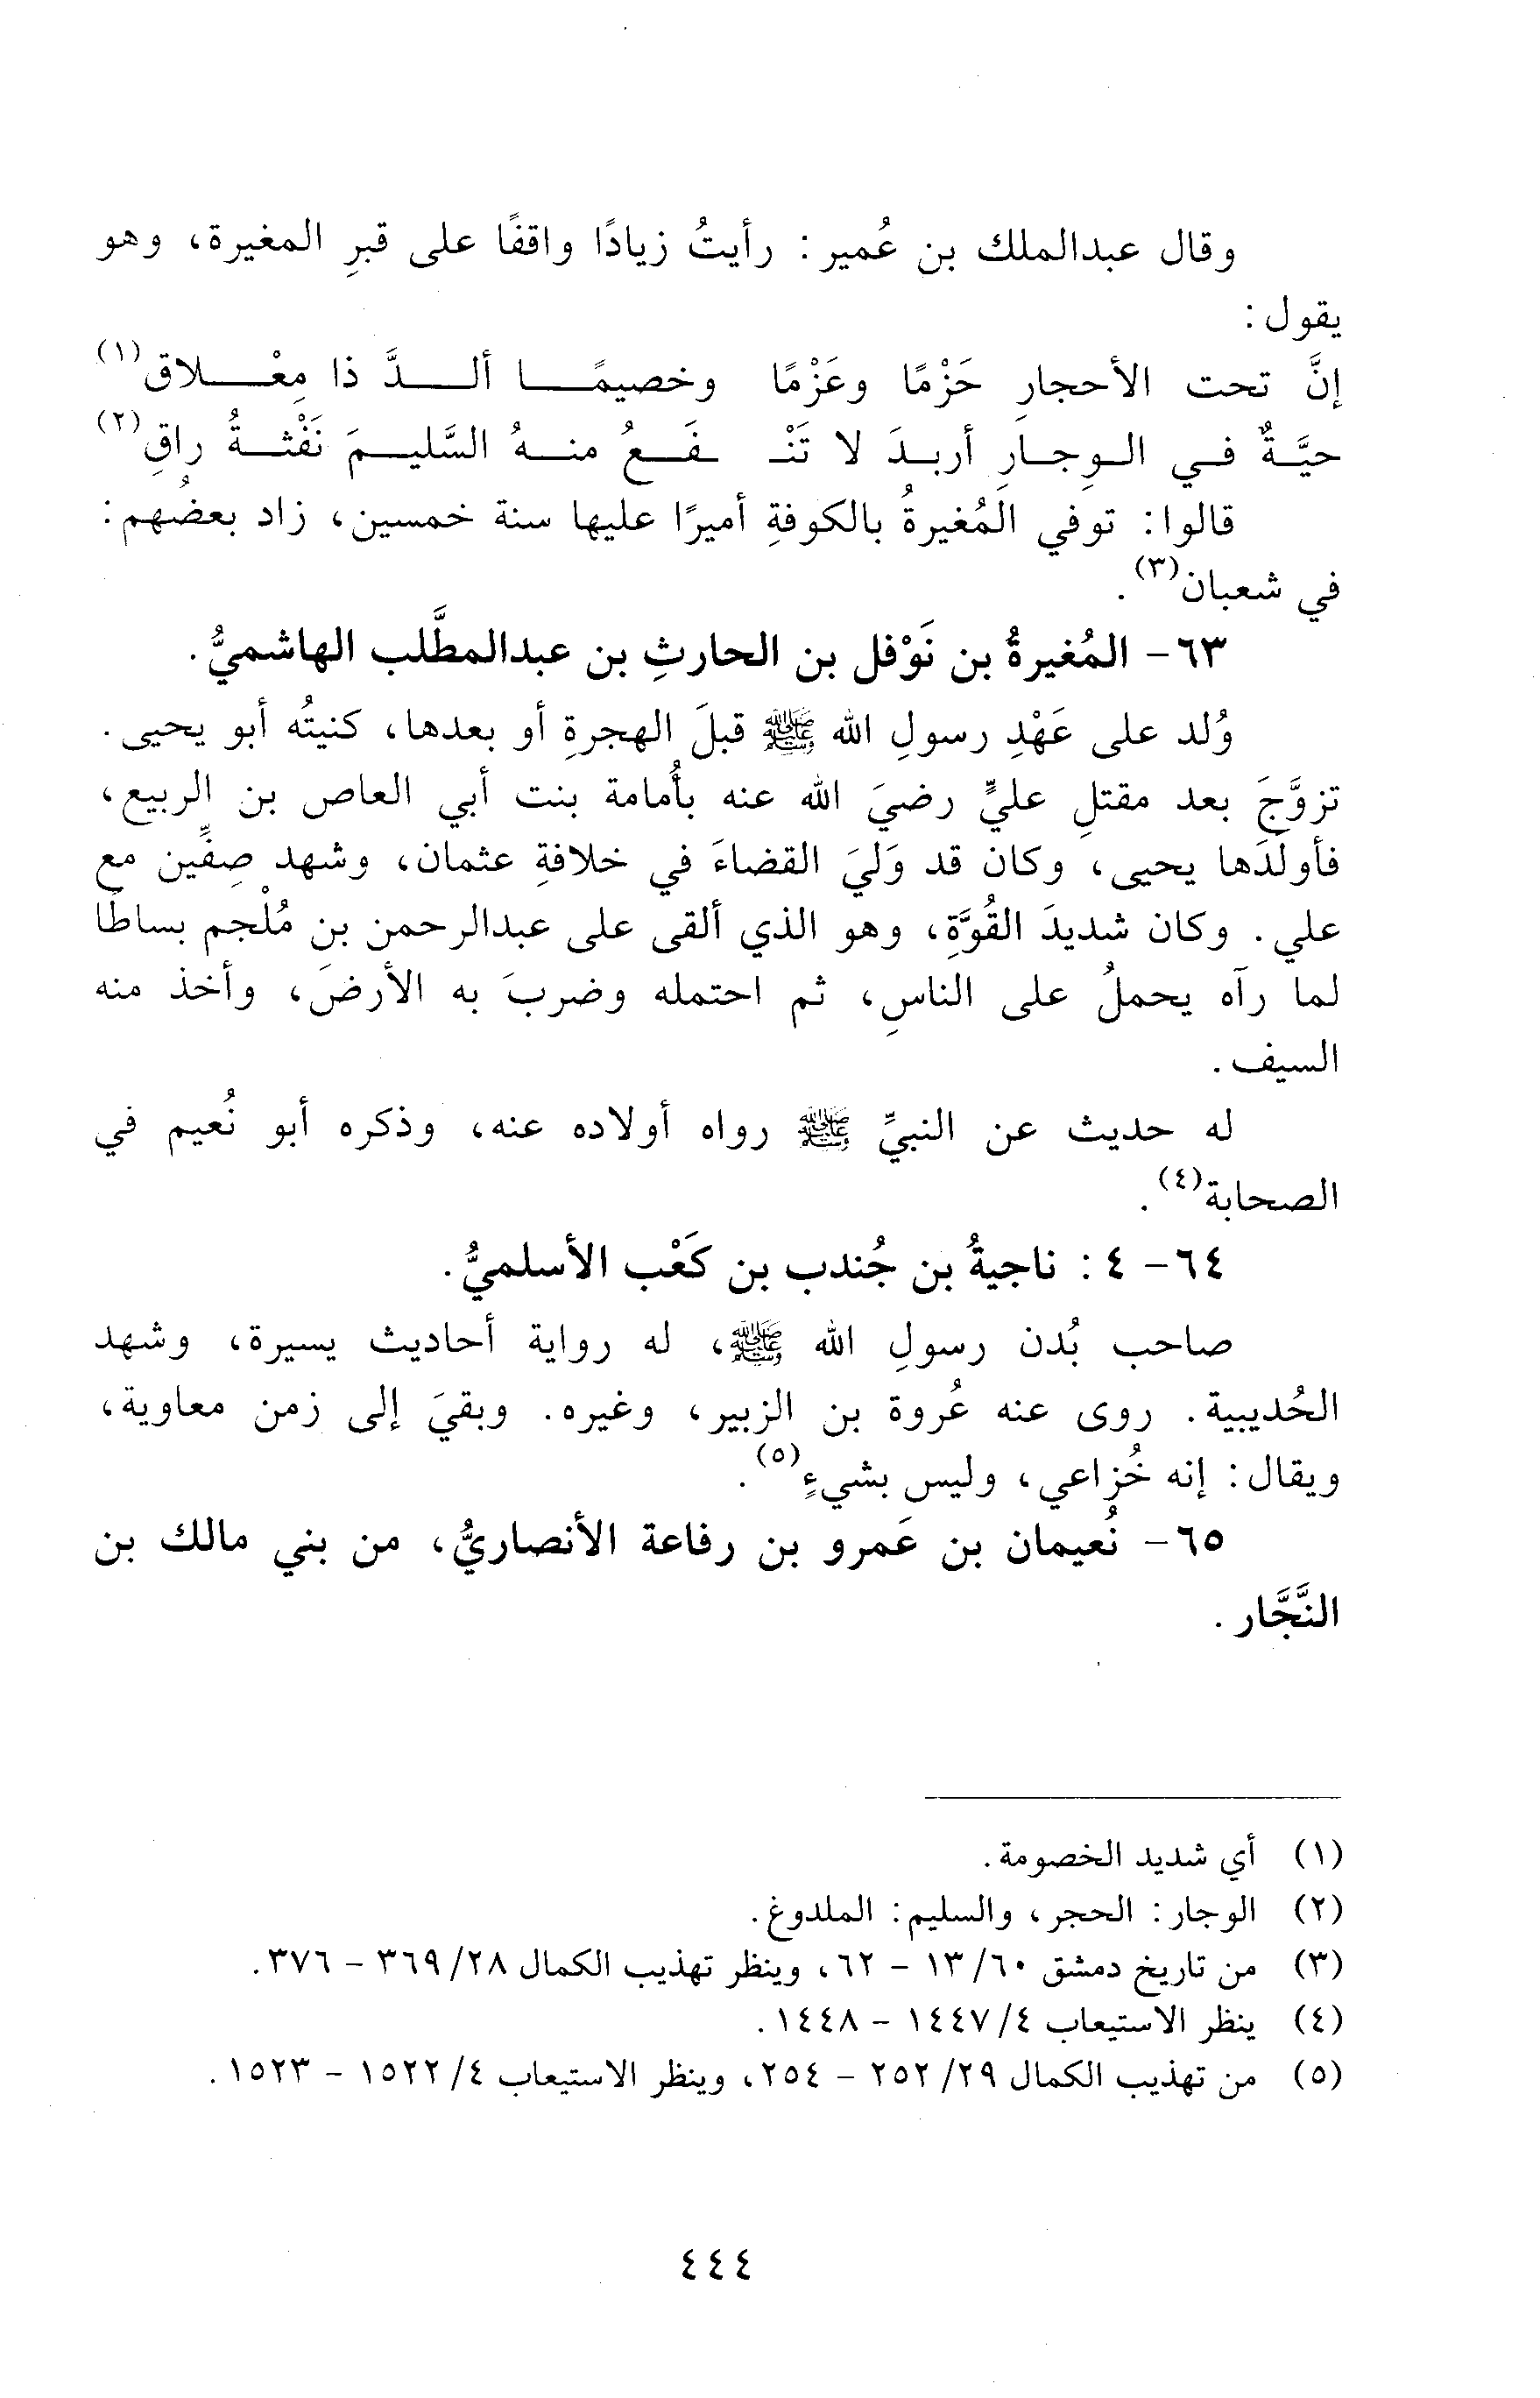 وقال عبدالملك بن عُمير: رأيتُ زيادًا واقفًا على قبرِ المغيرة، وهو
يقول:
إنَّ تحت الأحجارِ حَزْمًا وعَزْمًا وخصيمًا ألدَّ ذا مِعْلاق(١)
حيَّةٌ في الوِجارِ أربدَ لا تَنْـ ـفَعُ منهُ السَّليمَ نَفْثةُ راقِ(٢)
قالوا: توفي المُغيرةُ بالكوفةِ أميرًا عليها سنة خمسين، زاد بعضُهم:
في شعبان(٣).
٦٣- المُغيرةُ بن نَوْفل بن الحارثِ بن عبدالمطَّلب الهاشميُّ.
وُلد على عَهْدِ رسولِ الله ﷺ قبلَ الهجرةِ أو بعدها، كنيتُه أبو يحيى.
تزوَّجَ بعد مقتلِ عليٍّ رضيَ الله عنه بأُمامة بنت أبي العاص بن الربيع،
فأولَدَها يحيى، وكان قد وَليَ القضاءَ في خلافةِ عثمان، وشهد صِفِّين مع
علي. وكان شديدَ القُوَّةِ، وهو الذي ألقى على عبدالرحمن بن مُلْجم بساطًا
لما رآه يحملُ على الناسِ، ثم احتمله وضربَ به الأرضَ، وأخذ منه
السيف.
له حديث عن النبيِّ ﷺ رواه أولاده عنه، وذكره أبو نُعيم في
الصحابة(٤).
٦٤- ٤: ناجيةُ بن جُندب بن كَعْب الأسلميُّ.
صاحب بُدن رسولِ الله ﷺ، له رواية أحاديث يسيرة، وشهد
الحُديبية. روى عنه عُروة بن الزبير، وغيره. وبقيَ إلى زمن معاوية،
ويقال: إنه خُزاعي، وليس بشيءٍ(٥).
٦٥- نُعيمان بن عَمرو بن رفاعة الأنصاريُّ، من بني مالك بن
النَّجَّار.
(١) أي شديد الخصومة.
(٢) الوجار: الحجر، والسليم: الملدوغ.
(٣) من تاريخ دمشق ٦٠/ ١٣ - ٦٢، وينظر تهذيب الكمال ٢٨/ ٣٦٩ - ٣٧٦.
(٤) ينظر الاستيعاب ٤/ ١٤٤٧ - ١٤٤٨.
(٥) من تهذيب الكمال ٢٩/ ٢٥٢ - ٢٥٤، وينظر الاستيعاب ٤/ ١٥٢٢ - ١٥٢٣.
٤٤٤